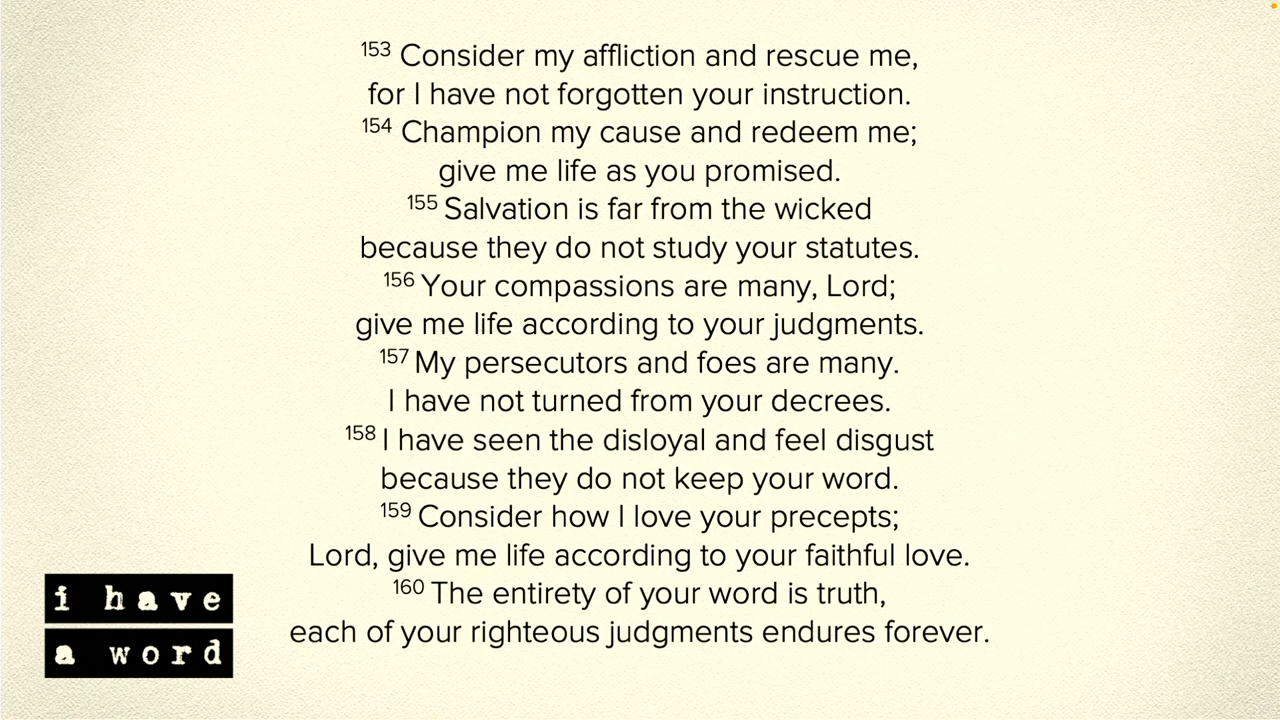 153 Consider my affliction and rescue me,
for I have not forgotten your instruction.
154 Champion my cause and redeem me;
give me life as you promised.
155 Salvation is far from the wicked
because they do not study your statutes.
156 Your compassions are many, Lord;
give me life according to your judgments.
157 My persecutors and foes are many.
I have not turned from your decrees.
158 I have seen the disloyal and feel disgust
because they do not keep your word.
159 Consider how I love your precepts;
Lord, give me life according to your faithful love.
160 The entirety of your word is truth,
each of your righteous judgments endures forever.
i have
a word